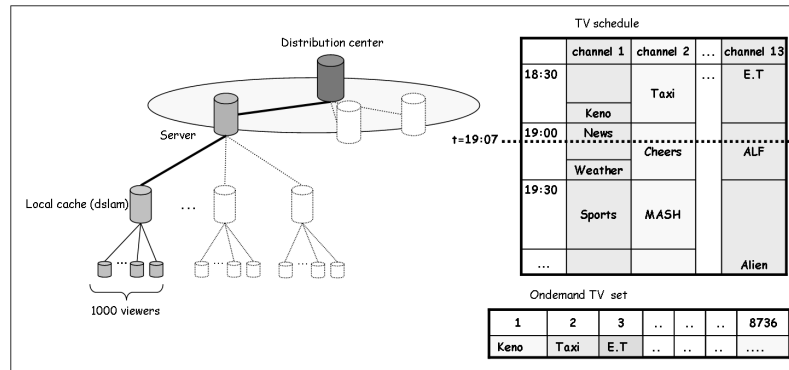 TV schedule
Distribution center
Server
Local cache (dslam)
...
...
...
...
1000 viewers
t=19:07
channel 1 channel 2 ... channel 13
18:30 Taxi ... E.T
Keno
19:00 News Cheers ALF
Weather
19:30 Sports MASH
... Alien
Ondemand TV set
1 2 3 .. .. .. 8736
Keno Taxi E.T .. .. .. ....